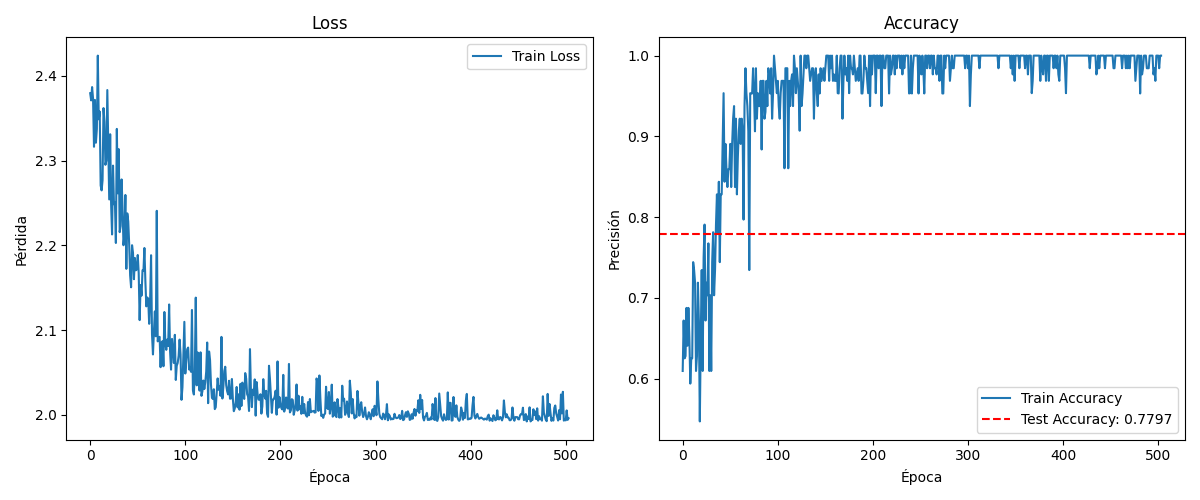 Loss
2.4
2.3
2.2
2.1
2.0
Pérdida
0 100 200 300 400 500
Época
Train Loss
Accuracy
1.0
0.9
0.8
0.7
0.6
Precisión
0 100 200 300 400 500
Época
Train Accuracy
Test Accuracy: 0.7797